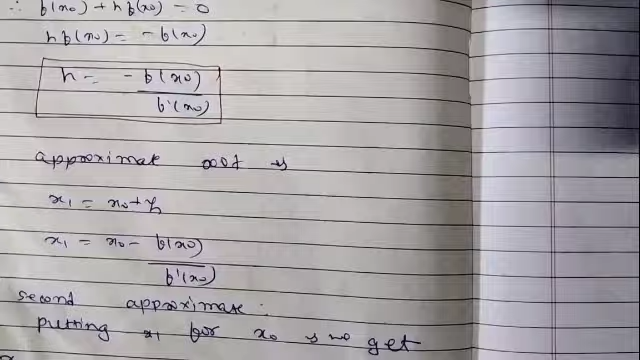 ∴ f(x0) + h f(x0) = 0
h f(x0) = - f(x0)
h = - f(x0) / f'(x0)
approximate root is
x1 = x0 + h
x1 = x0 - f(x0) / f'(x0)
second approximate:
putting x1 for x0 get